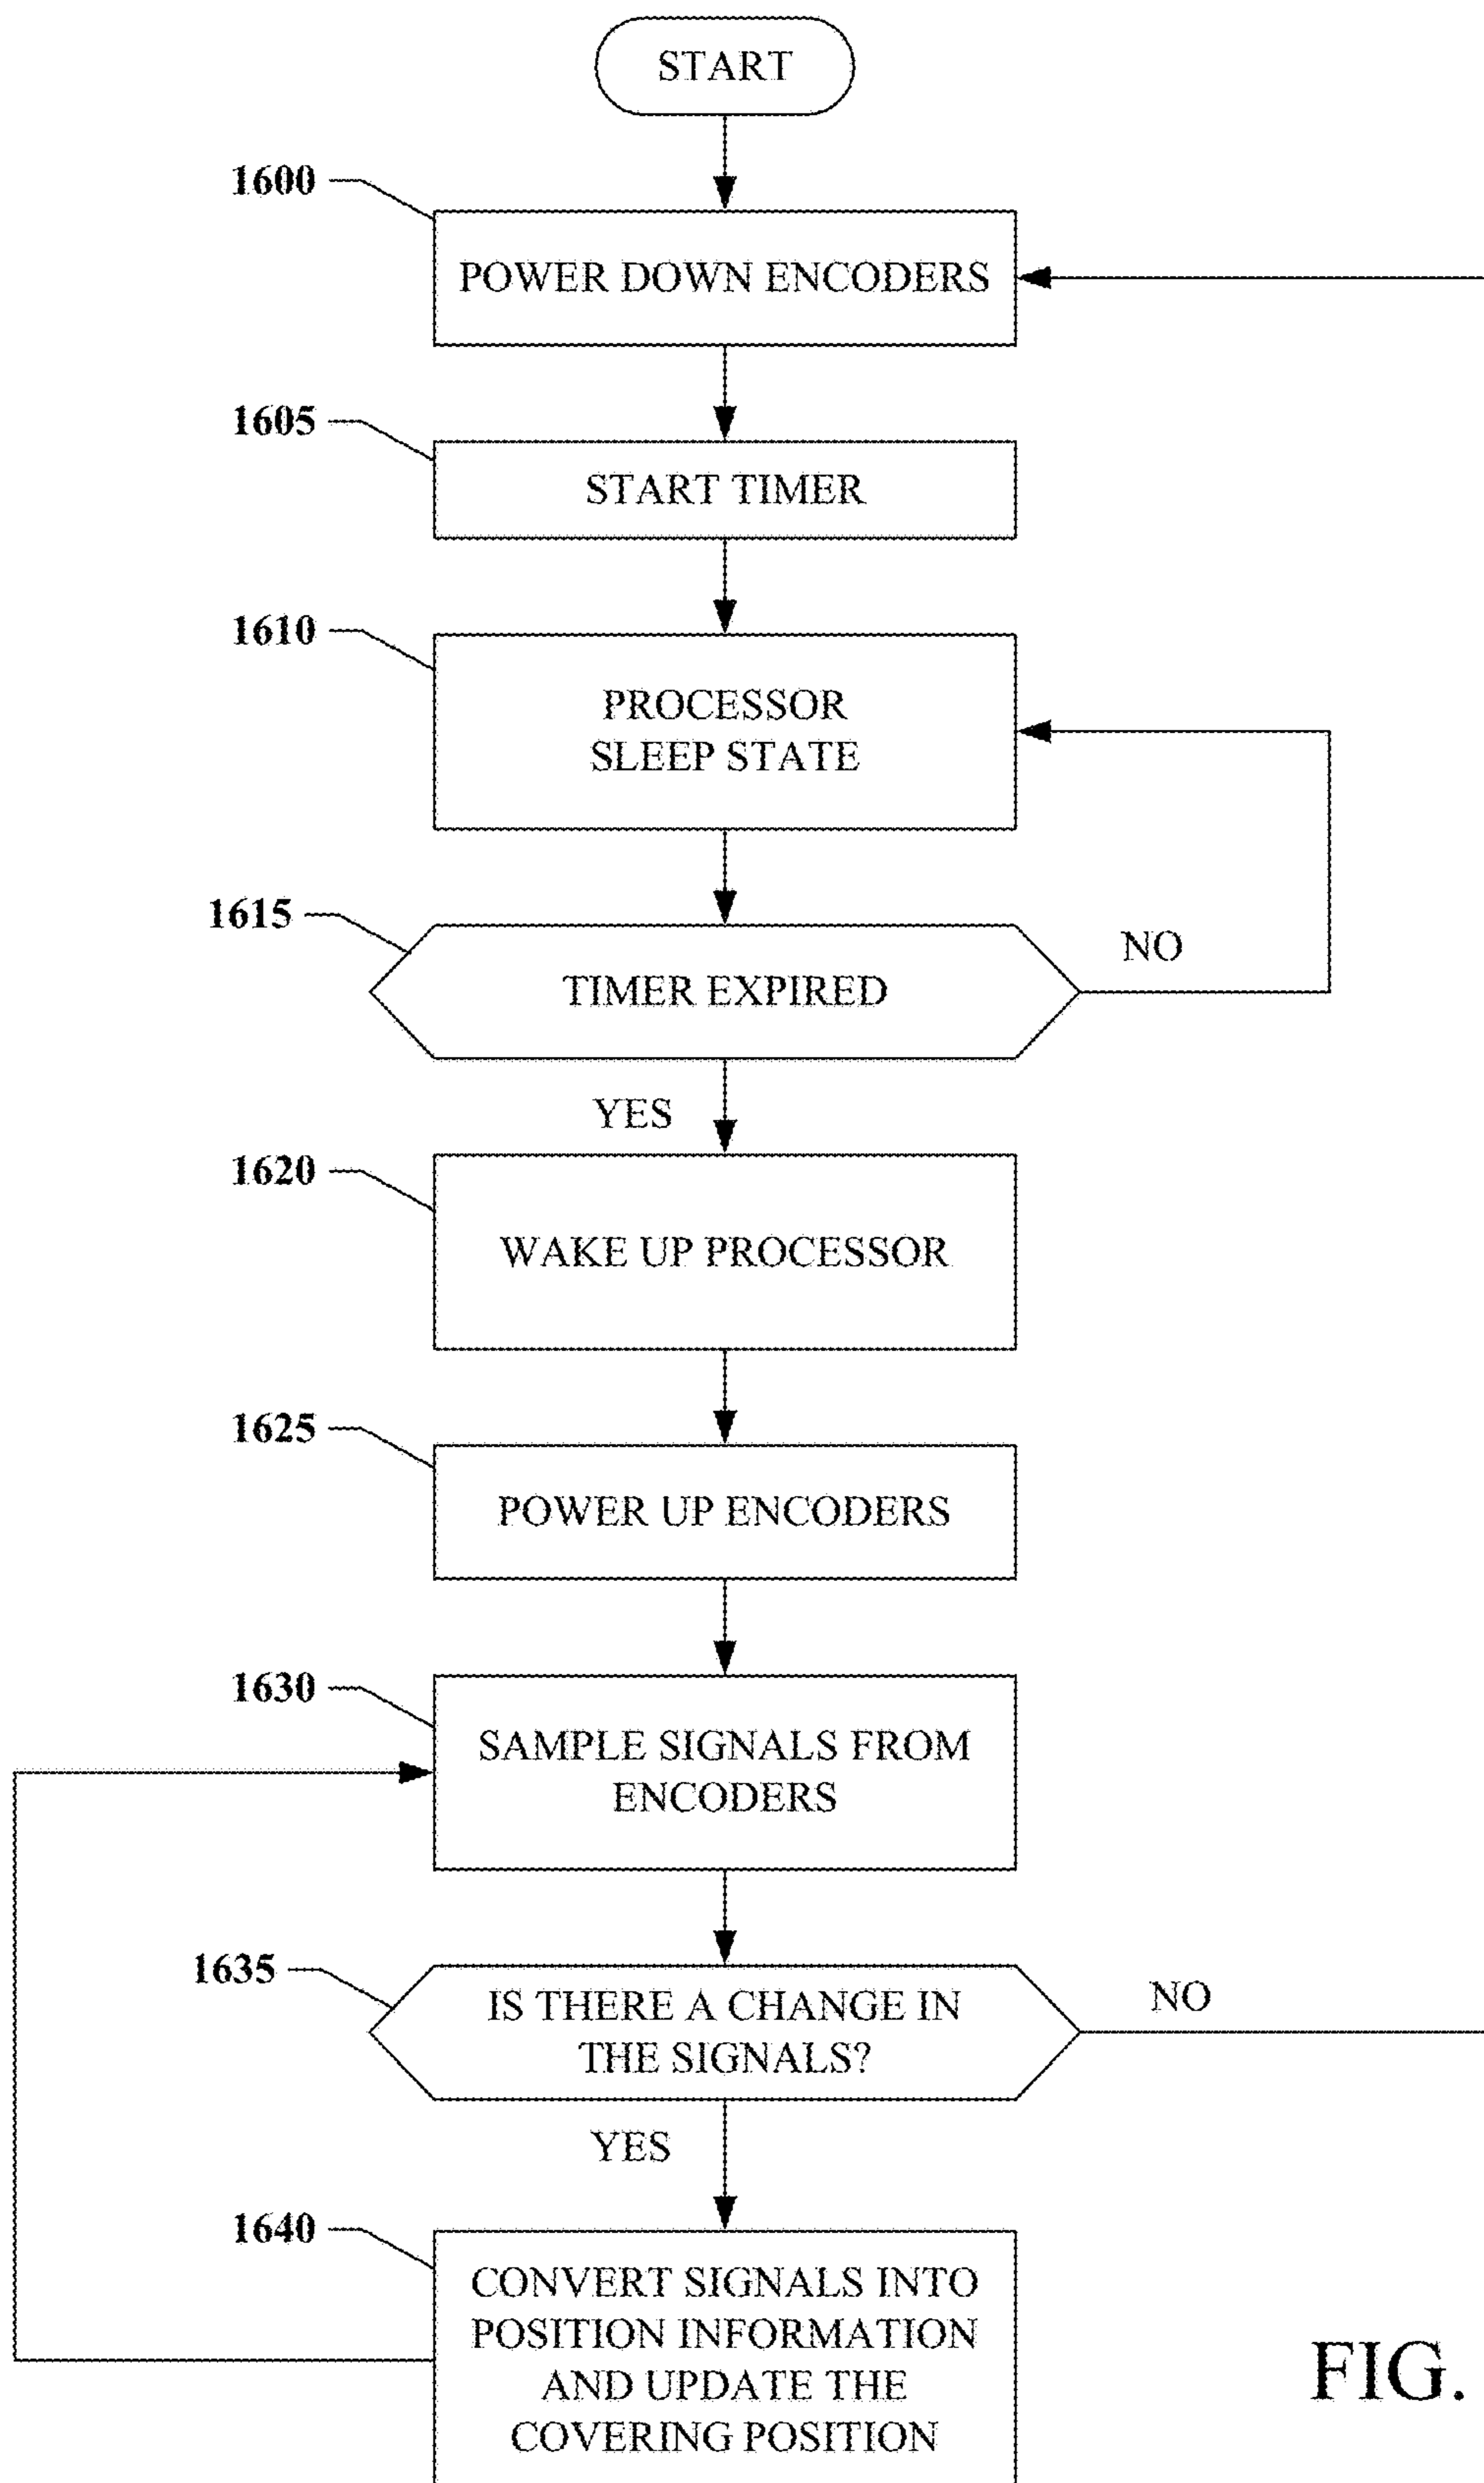 START
1600
POWER DOWN ENCODERS
1605
START TIMER
1610
PROCESSOR
SLEEP STATE
1615
TIMER EXPIRED
NO
YES
1620
WAKE UP PROCESSOR
1625
POWER UP ENCODERS
1630
SAMPLE SIGNALS FROM
ENCODERS
1635
IS THERE A CHANGE IN
THE SIGNALS?
NO
YES
1640
CONVERT SIGNALS INTO
POSITION INFORMATION
AND UPDATE THE
COVERING POSITION
FIG.